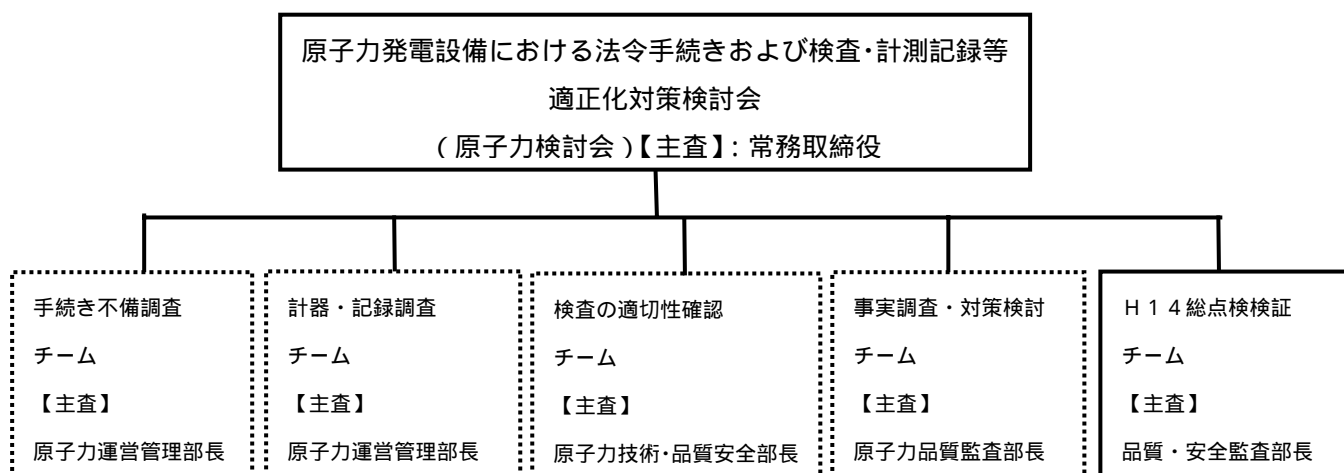 原子力発電設備における法令手続きおよび検査･計測記録等
適正化対策検討会
(原子力検討会)【主査】:常務取締役
手続き不備調査
チーム
【主査】
原子力運営管理部長
計器・記録調査
チーム
【主査】
原子力運営管理部長
検査の適切性確認
チーム
【主査】
原子力技術･品質安全部長
事実調査・対策検討
チーム
【主査】
原子力品質監査部長
H14総点検検証
チーム
【主査】
品質・安全監査部長